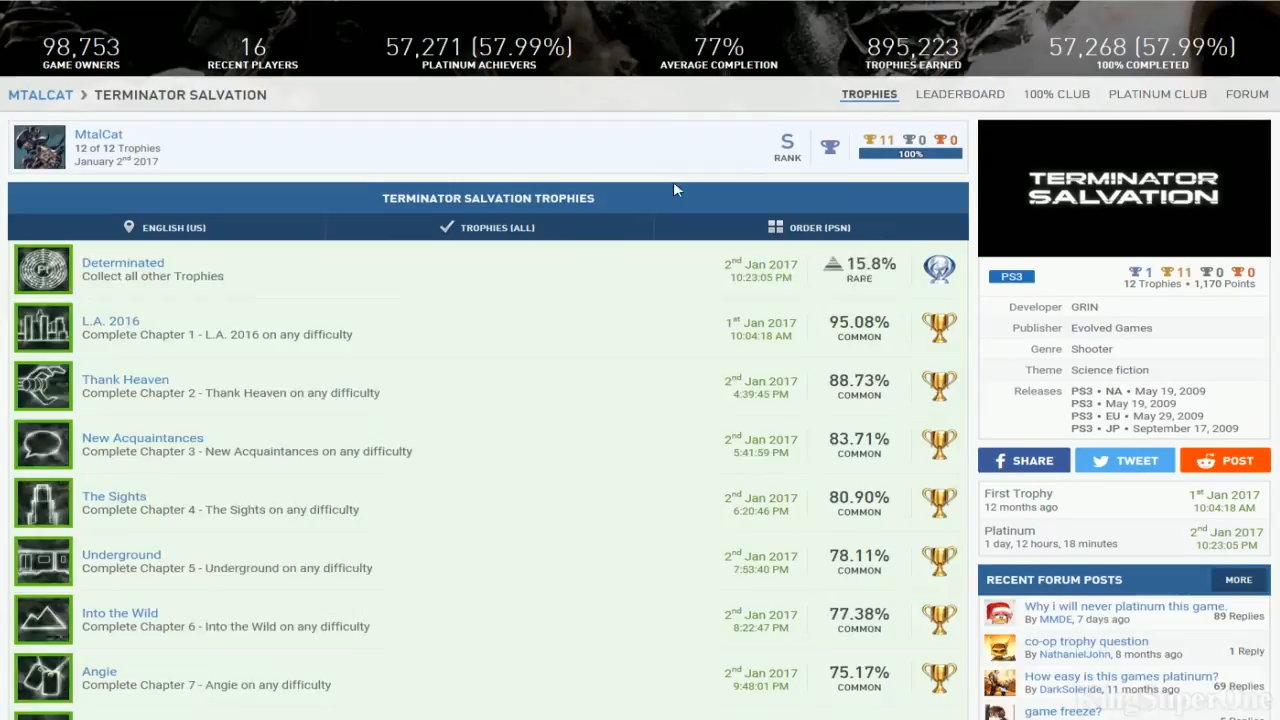 98,753
GAME OWNERS
16
RECENT PLAYERS
57,271 (57.99%)
PLATINUM ACHIEVERS
77%
AVERAGE COMPLETION
895,223
TROPHIES EARNED
57,268 (57.99%)
100% COMPLETED
MTALCAT > TERMINATOR SALVATION
TROPHIES LEADERBOARD 100% CLUB PLATINUM CLUB FORUM
MtalCat
12 of 12 Trophies
January 2nd 2017
S
RANK
11 0 0
100%
TERMINATOR SALVATION TROPHIES
ENGLISH (US) TROPHIES (ALL) ORDER (PSN)
Determinated
Collect all other Trophies
2nd Jan 2017
10:23:05 PM
15.8%
RARE
L.A. 2016
Complete Chapter 1 - L.A. 2016 on any difficulty
1st Jan 2017
10:04:18 AM
95.08%
COMMON
Thank Heaven
Complete Chapter 2 - Thank Heaven on any difficulty
2nd Jan 2017
4:39:45 PM
88.73%
COMMON
New Acquaintances
Complete Chapter 3 - New Acquaintances on any difficulty
2nd Jan 2017
5:41:59 PM
83.71%
COMMON
The Sights
Complete Chapter 4 - The Sights on any difficulty
2nd Jan 2017
6:20:46 PM
80.90%
COMMON
Underground
Complete Chapter 5 - Underground on any difficulty
2nd Jan 2017
7:53:40 PM
78.11%
COMMON
Into the Wild
Complete Chapter 6 - Into the Wild on any difficulty
2nd Jan 2017
8:22:47 PM
77.38%
COMMON
Angie
Complete Chapter 7 - Angie on any difficulty
2nd Jan 2017
9:48:01 PM
75.17%
COMMON
TERMINATOR
SALVATION
PS3
1 11 0 0
12 Trophies • 1,170 Points
Developer GRIN
Publisher Evolved Games
Genre Shooter
Theme Science fiction
Releases PS3 • NA • May 19, 2009
PS3 • May 19, 2009
PS3 • EU • May 29, 2009
PS3 • JP • September 17, 2009
SHARE TWEET POST
First Trophy
12 months ago
1st Jan 2017
10:04:18 AM
Platinum
1 day, 12 hours, 18 minutes
2nd Jan 2017
10:23:05 PM
RECENT FORUM POSTS MORE
Why i will never platinum this game.
By MMDE, 7 days ago
89 Replies
co-op trophy question
By NathanielJohn, 8 months ago
1 Reply
How easy is this games platinum?
By DarkSoleride, 11 months ago
69 Replies
game freeze?